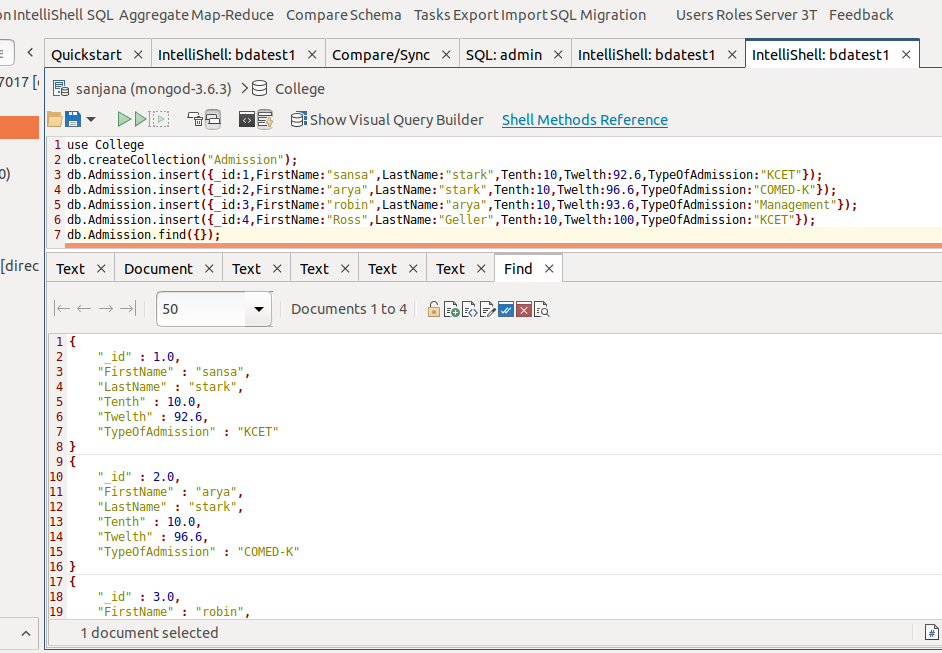 on IntelliShell SQL Aggregate Map-Reduce Compare Schema Tasks Export Import SQL Migration Users Roles Server 3T Feedback
Quickstart × IntelliShell: bdatest1 × Compare/Sync × SQL: admin × IntelliShell: bdatest1 × IntelliShell: bdatest1 ×
7017 [
sanjana (mongod-3.6.3) > College
Show Visual Query Builder Shell Methods Reference
1 use College
2 db.createCollection("Admission");
3 db.Admission.insert({_id:1,FirstName:"sansa",LastName:"stark",Tenth:10,Twelth:92.6,TypeOfAdmission:"KCET"});
0)
4 db.Admission.insert({_id:2,FirstName:"arya",LastName:"stark",Tenth:10,Twelth:96.6,TypeOfAdmission:"COMED-K"});
5 db.Admission.insert({_id:3,FirstName:"robin",LastName:"arya",Tenth:10,Twelth:93.6,TypeOfAdmission:"Management"});
6 db.Admission.insert({_id:4,FirstName:"Ross",LastName:"Geller",Tenth:10,Twelth:100,TypeOfAdmission:"KCET"});
7 db.Admission.find({});
[direc
Text × Document × Text × Text × Text × Text × Find ×
50 Documents 1 to 4
1 {
2 "_id" : 1.0,
3 "FirstName" : "sansa",
4 "LastName" : "stark",
5 "Tenth" : 10.0,
6 "Twelth" : 92.6,
7 "TypeOfAdmission" : "KCET"
8 }
9 {
10 "_id" : 2.0,
11 "FirstName" : "arya",
12 "LastName" : "stark",
13 "Tenth" : 10.0,
14 "Twelth" : 96.6,
15 "TypeOfAdmission" : "COMED-K"
16 }
17 {
18 "_id" : 3.0,
19 "FirstName" : "robin",
1 document selected